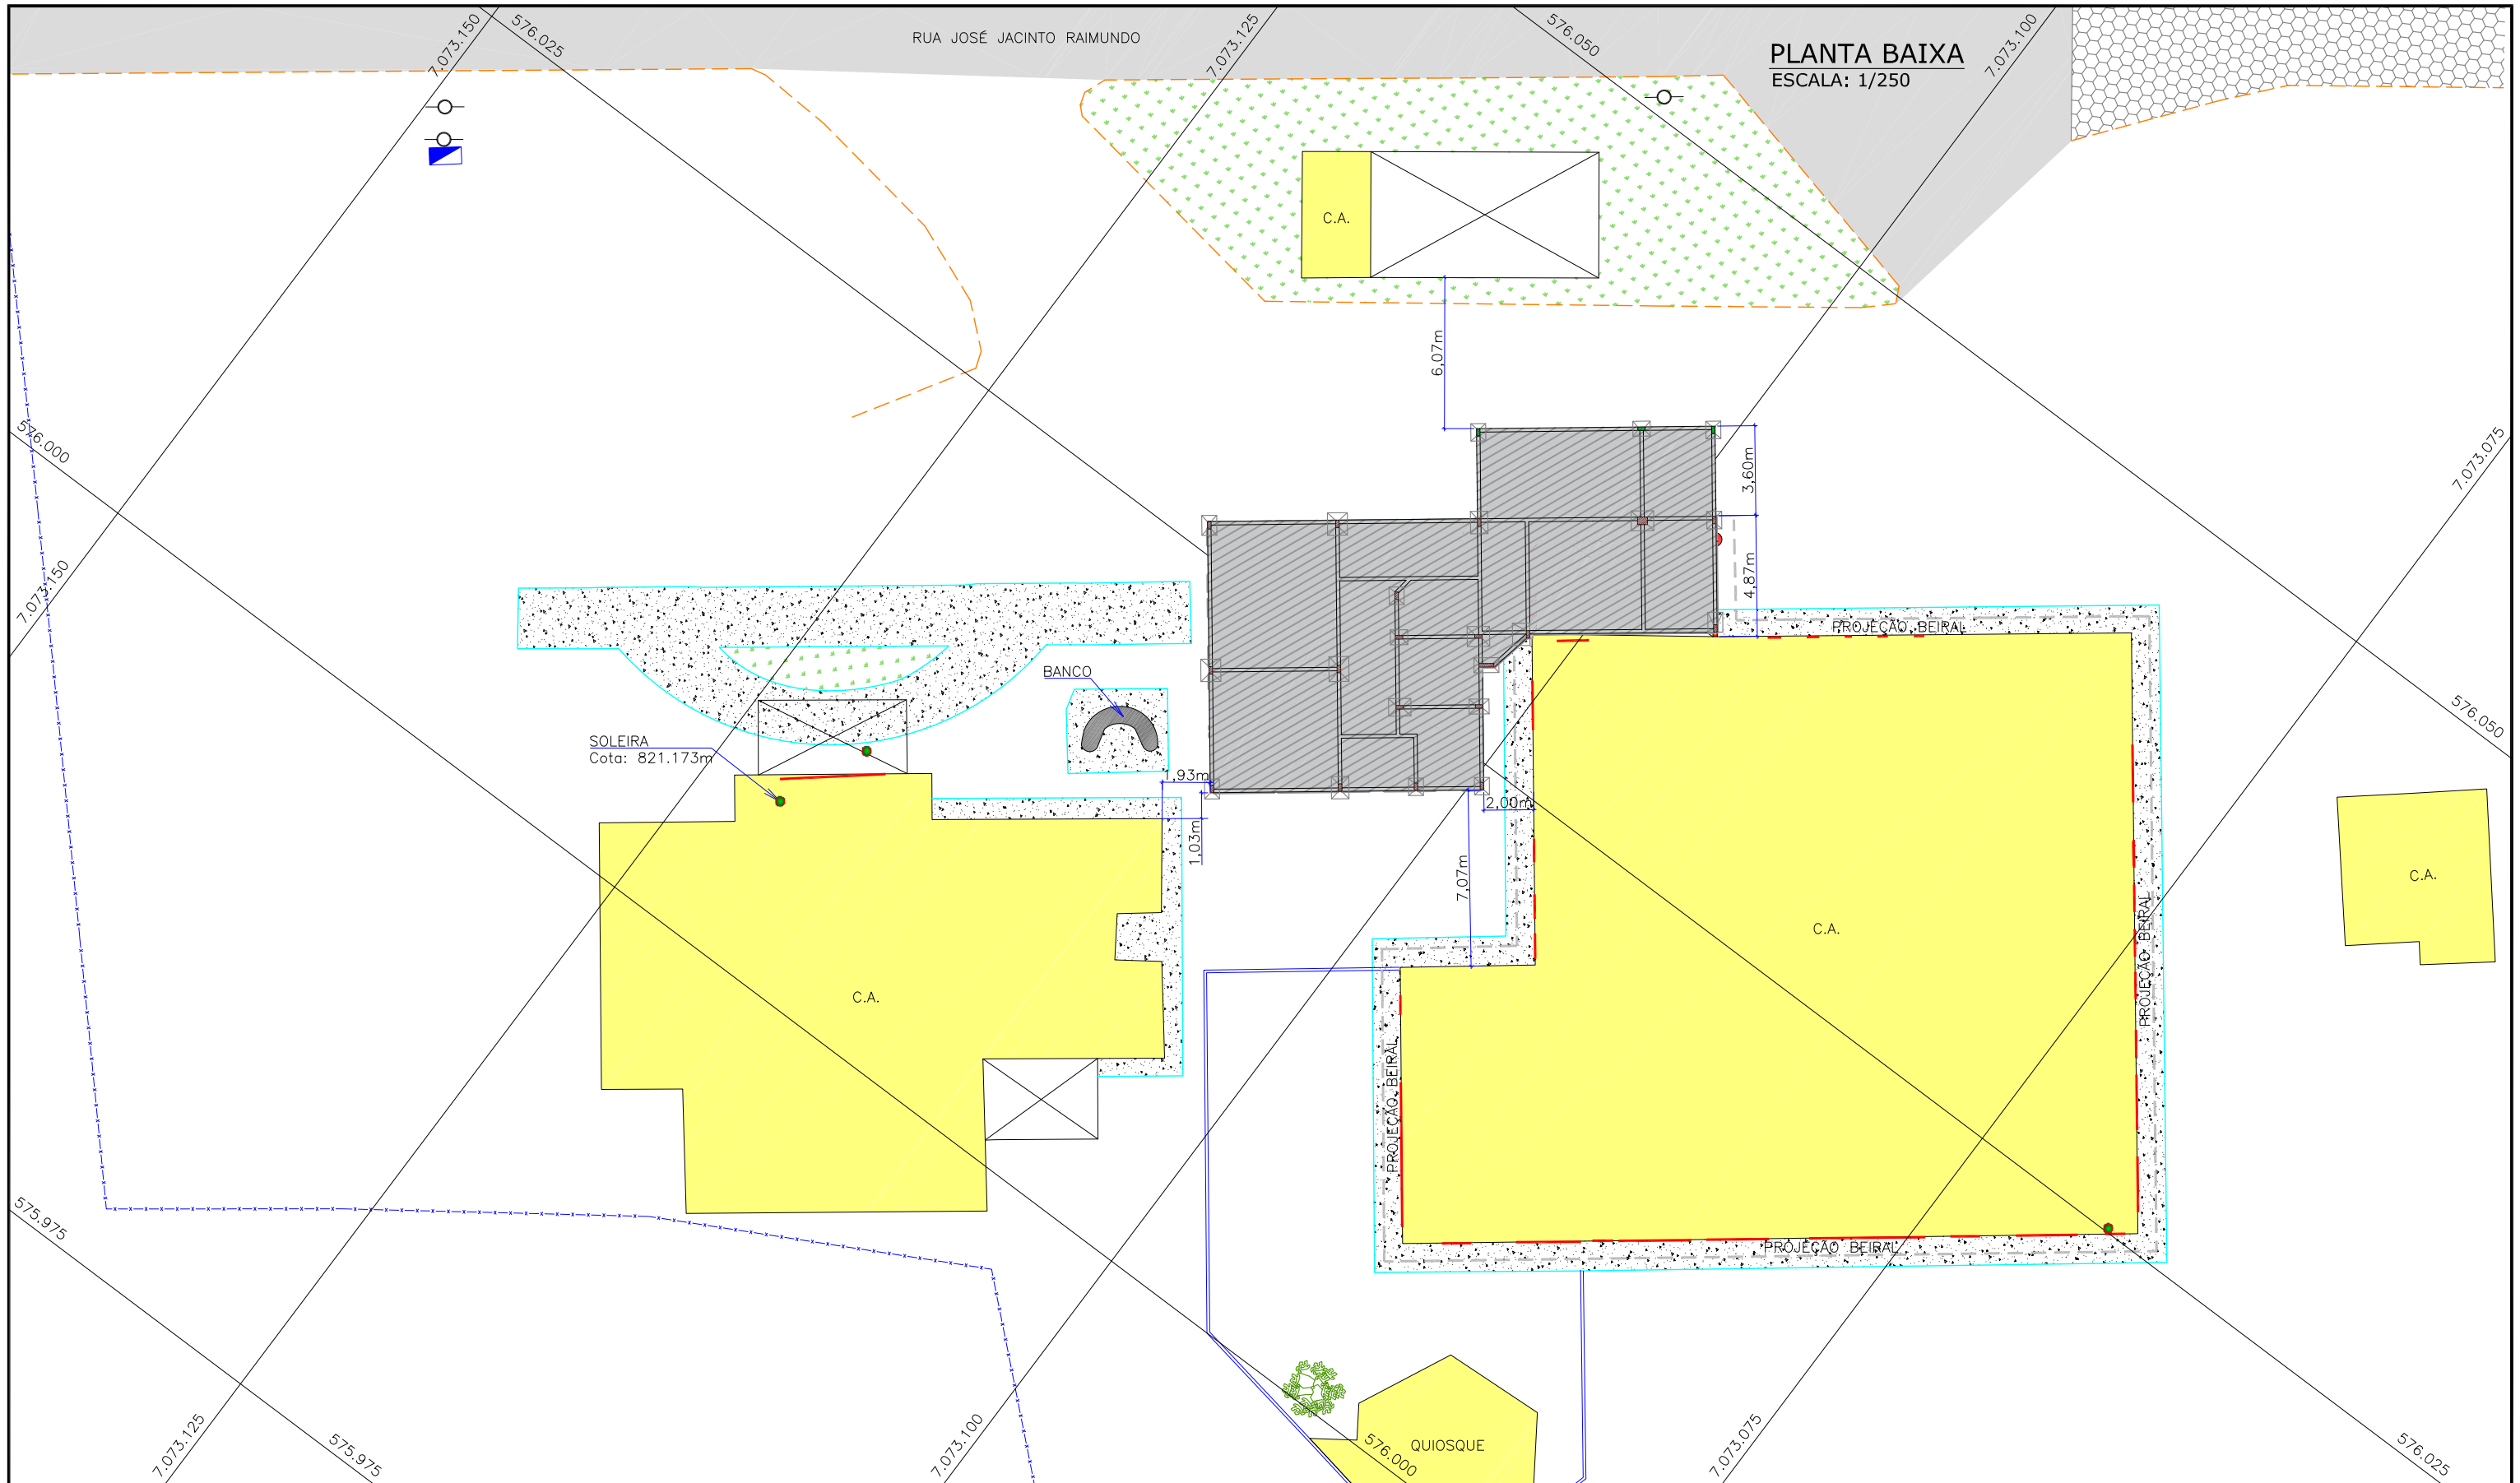 7.073.150
576.025
RUA JOSÉ JACINTO RAIMUNDO
7.073.125
576.050
PLANTA BAIXA
ESCALA: 1/250
7.073.100
C.A.
6,07m
576.000
7.073.075
3,60m
4,87m
7.073.150
PROJEÇÃO BEIRAL
BANCO
576.050
SOLEIRA
Cota: 821.173m
1,93m
2,00m
1,03m
7,07m
C.A.
C.A.
PROJEÇÃO BEIRAL
C.A.
PROJEÇÃO BEIRAL
575.975
PROJEÇÃO BEIRAL
7.073.125
575.975
7.073.100
576.000
QUIOSQUE
7.073.075
576.025